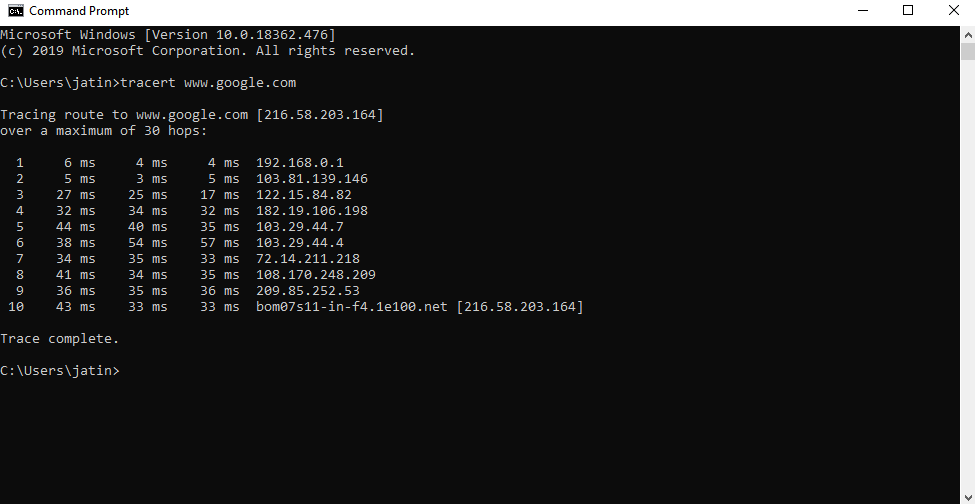 Command Prompt
Microsoft Windows [Version 10.0.18362.476]
(c) 2019 Microsoft Corporation. All rights reserved.
C:\Users\jatin>tracert www.google.com
Tracing route to www.google.com [216.58.203.164]
over a maximum of 30 hops:
1 6 ms 4 ms 4 ms 192.168.0.1
2 5 ms 3 ms 5 ms 103.81.139.146
3 27 ms 25 ms 17 ms 122.15.84.82
4 32 ms 34 ms 32 ms 182.19.106.198
5 44 ms 40 ms 35 ms 103.29.44.7
6 38 ms 54 ms 57 ms 103.29.44.4
7 34 ms 35 ms 33 ms 72.14.211.218
8 41 ms 34 ms 35 ms 108.170.248.209
9 36 ms 35 ms 36 ms 209.85.252.53
10 43 ms 33 ms 33 ms bom07s11-in-f4.1e100.net [216.58.203.164]
Trace complete.
C:\Users\jatin>